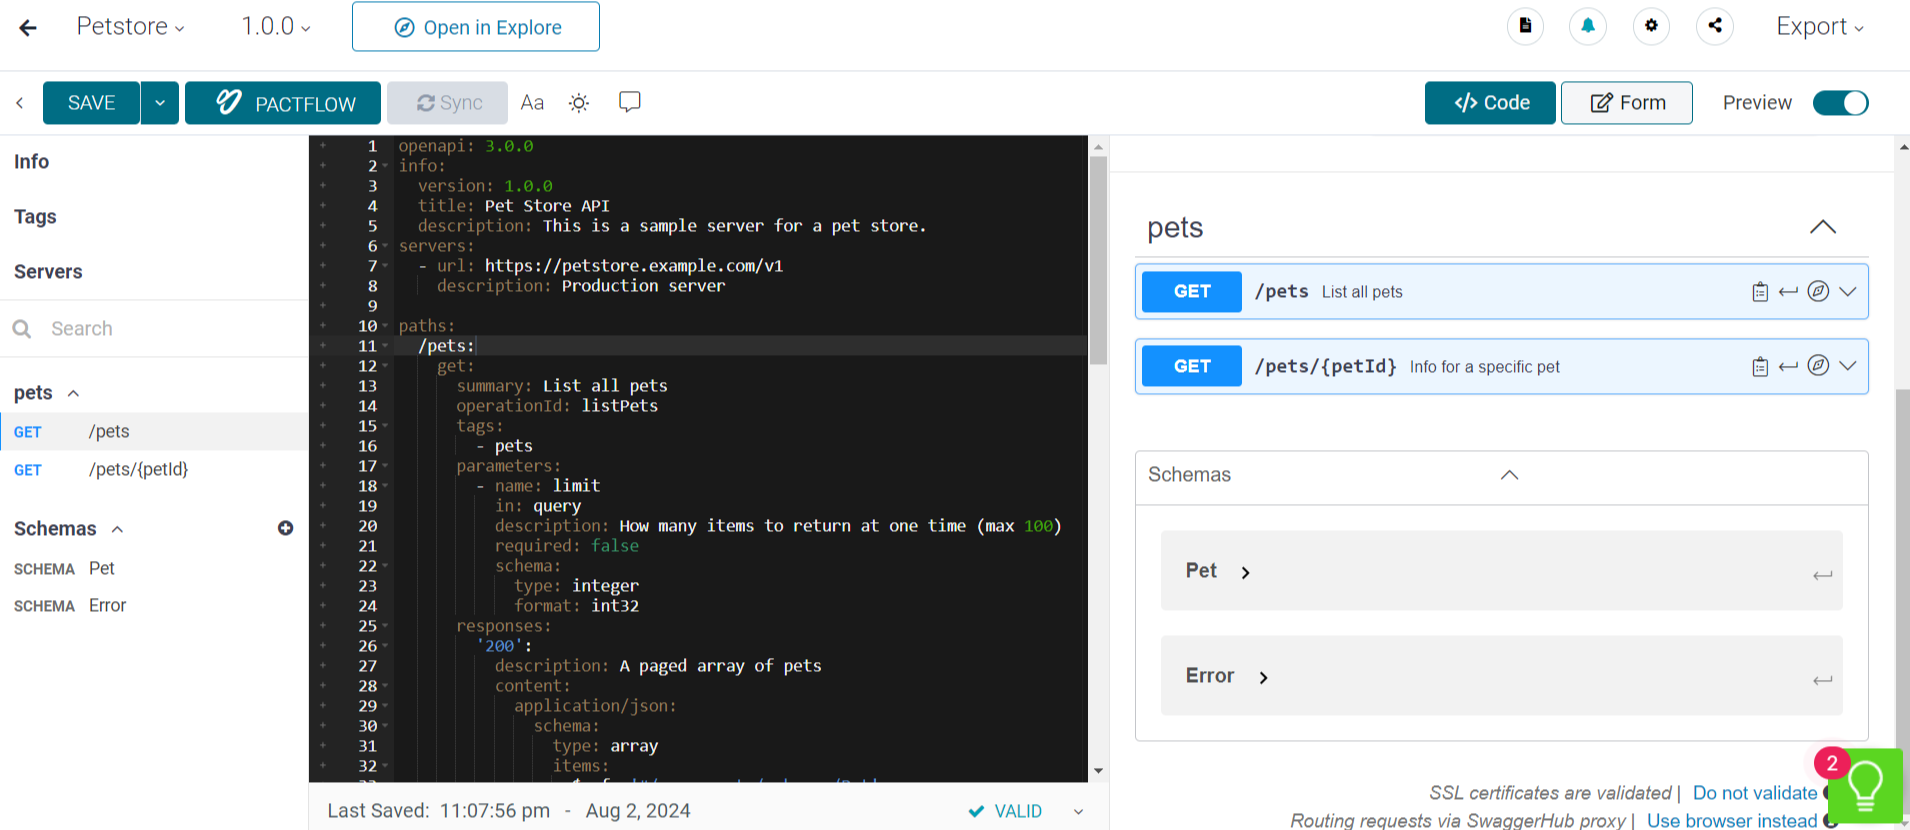 Petstore 1.0.0 Open in Explore Export
SAVE PACTFLOW Sync Aa </> Code Form Preview
Info
Tags
Servers
Search
pets
GET /pets
GET /pets/{petId}
Schemas
SCHEMA Pet
SCHEMA Error
1 openapi: 3.0.0
2 info:
3 version: 1.0.0
4 title: Pet Store API
5 description: This is a sample server for a pet store.
6 servers:
7 - url: https://petstore.example.com/v1
8 description: Production server
9
10 paths:
11 /pets:
12 get:
13 summary: List all pets
14 operationId: listPets
15 tags:
16 - pets
17 parameters:
18 - name: limit
19 in: query
20 description: How many items to return at one time (max 100)
21 required: false
22 schema:
23 type: integer
24 format: int32
25 responses:
26 '200':
27 description: A paged array of pets
28 content:
29 application/json:
30 schema:
31 type: array
32 items:
Last Saved: 11:07:56 pm - Aug 2, 2024 VALID
pets
GET /pets List all pets
GET /pets/{petId} Info for a specific pet
Schemas
Pet
Error
2
SSL certificates are validated | Do not validate
Routing requests via SwaggerHub proxy | Use browser instead